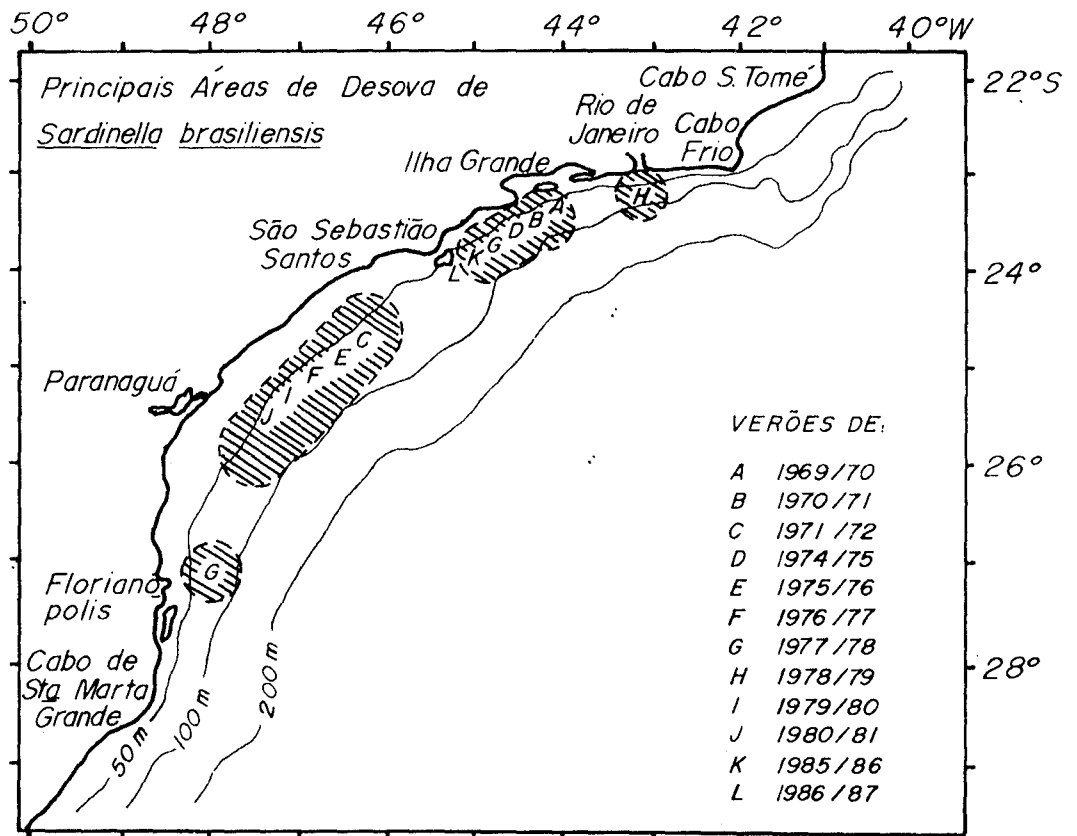 50° 48° 46° 44° 42° 40°W
Principais Áreas de Desova de
Sardinella brasiliensis
Cabo S. Tomé
22°S
Rio de
Janeiro
Cabo
Frio
Ilha Grande
H
A
B
D
G
K
L
São Sebastião
Santos
24°
C
E
F
I
J
Paranaguá
VERÕES DE:
26°
A 1969/70
B 1970/71
C 1971/72
D 1974/75
E 1975/76
F 1976/77
G 1977/78
H 1978/79
I 1979/80
J 1980/81
K 1985/86
L 1986/87
G
Florianó
polis
28°
Cabo de
Sta. Marta
Grande
50 m
100 m
200 m